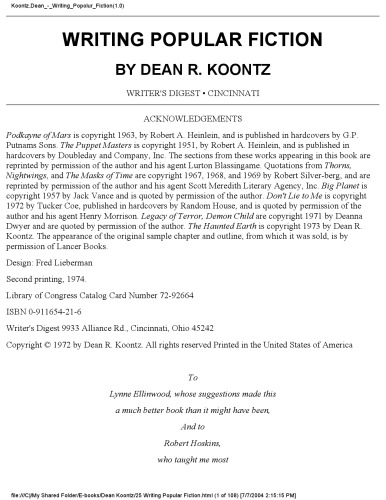 Koontz,Dean_-_Writing_Populur_Fiction(1.0)
WRITING POPULAR FICTION
BY DEAN R. KOONTZ
WRITER'S DIGEST • CINCINNATI
ACKNOWLEDGEMENTS
Podkayne of Mars is copyright 1963, by Robert A. Heinlein, and is published in hardcovers by G.P.
Putnams Sons. The Puppet Masters is copyright 1951, by Robert A. Heinlein, and is published in
hardcovers by Doubleday and Company, Inc. The sections from these works appearing in this book are
reprinted by permission of the author and his agent Lurton Blassingame. Quotations from Thorns,
Nightwings, and The Masks of Time are copyright 1967, 1968, and 1969 by Robert Silver-berg, and are
reprinted by permission of the author and his agent Scott Meredith Literary Agency, Inc. Big Planet is
copyright 1957 by Jack Vance and is quoted by permission of the author. Don't Lie to Me is copyright
1972 by Tucker Coe, published in hardcovers by Random House, and is quoted by permission of the
author and his agent Henry Morrison. Legacy of Terror, Demon Child are copyright 1971 by Deanna
Dwyer and are quoted by permission of the author. The Haunted Earth is copyright 1973 by Dean R.
Koontz. The appearance of the original sample chapter and outline, from which it was sold, is by
permission of Lancer Books.
Design: Fred Lieberman
Second printing, 1974.
Library of Congress Catalog Card Number 72-92664
ISBN 0-911654-21-6
Writer's Digest 9933 Alliance Rd., Cincinnati, Ohio 45242
Copyright © 1972 by Dean R. Koontz. All rights reserved Printed in the United States of America
To
Lynne Ellinwood, whose suggestions made this
a much better book than it might have been,
And to
Robert Hoskins,
who taught me most
file:///C|/My Shared Folder/E-books/Dean Koontz/25 Writing Popular Fiction.html (1 of 108) [7/7/2004 2:15:15 PM]